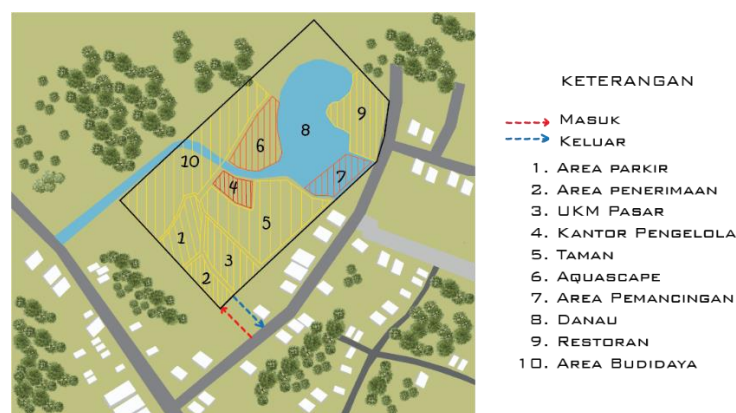 10
6
8
9
4
7
5
1
3
2
KETERANGAN
MASUK
KELUAR
1. AREA PARKIR
2. AREA PENERIMAAN
3. UKM PASAR
4. KANTOR PENGELOLA
5. TAMAN
6. AQUASCAPE
7. AREA PEMANCINGAN
8. DANAU
9. RESTORAN
10. AREA BUDIDAYA